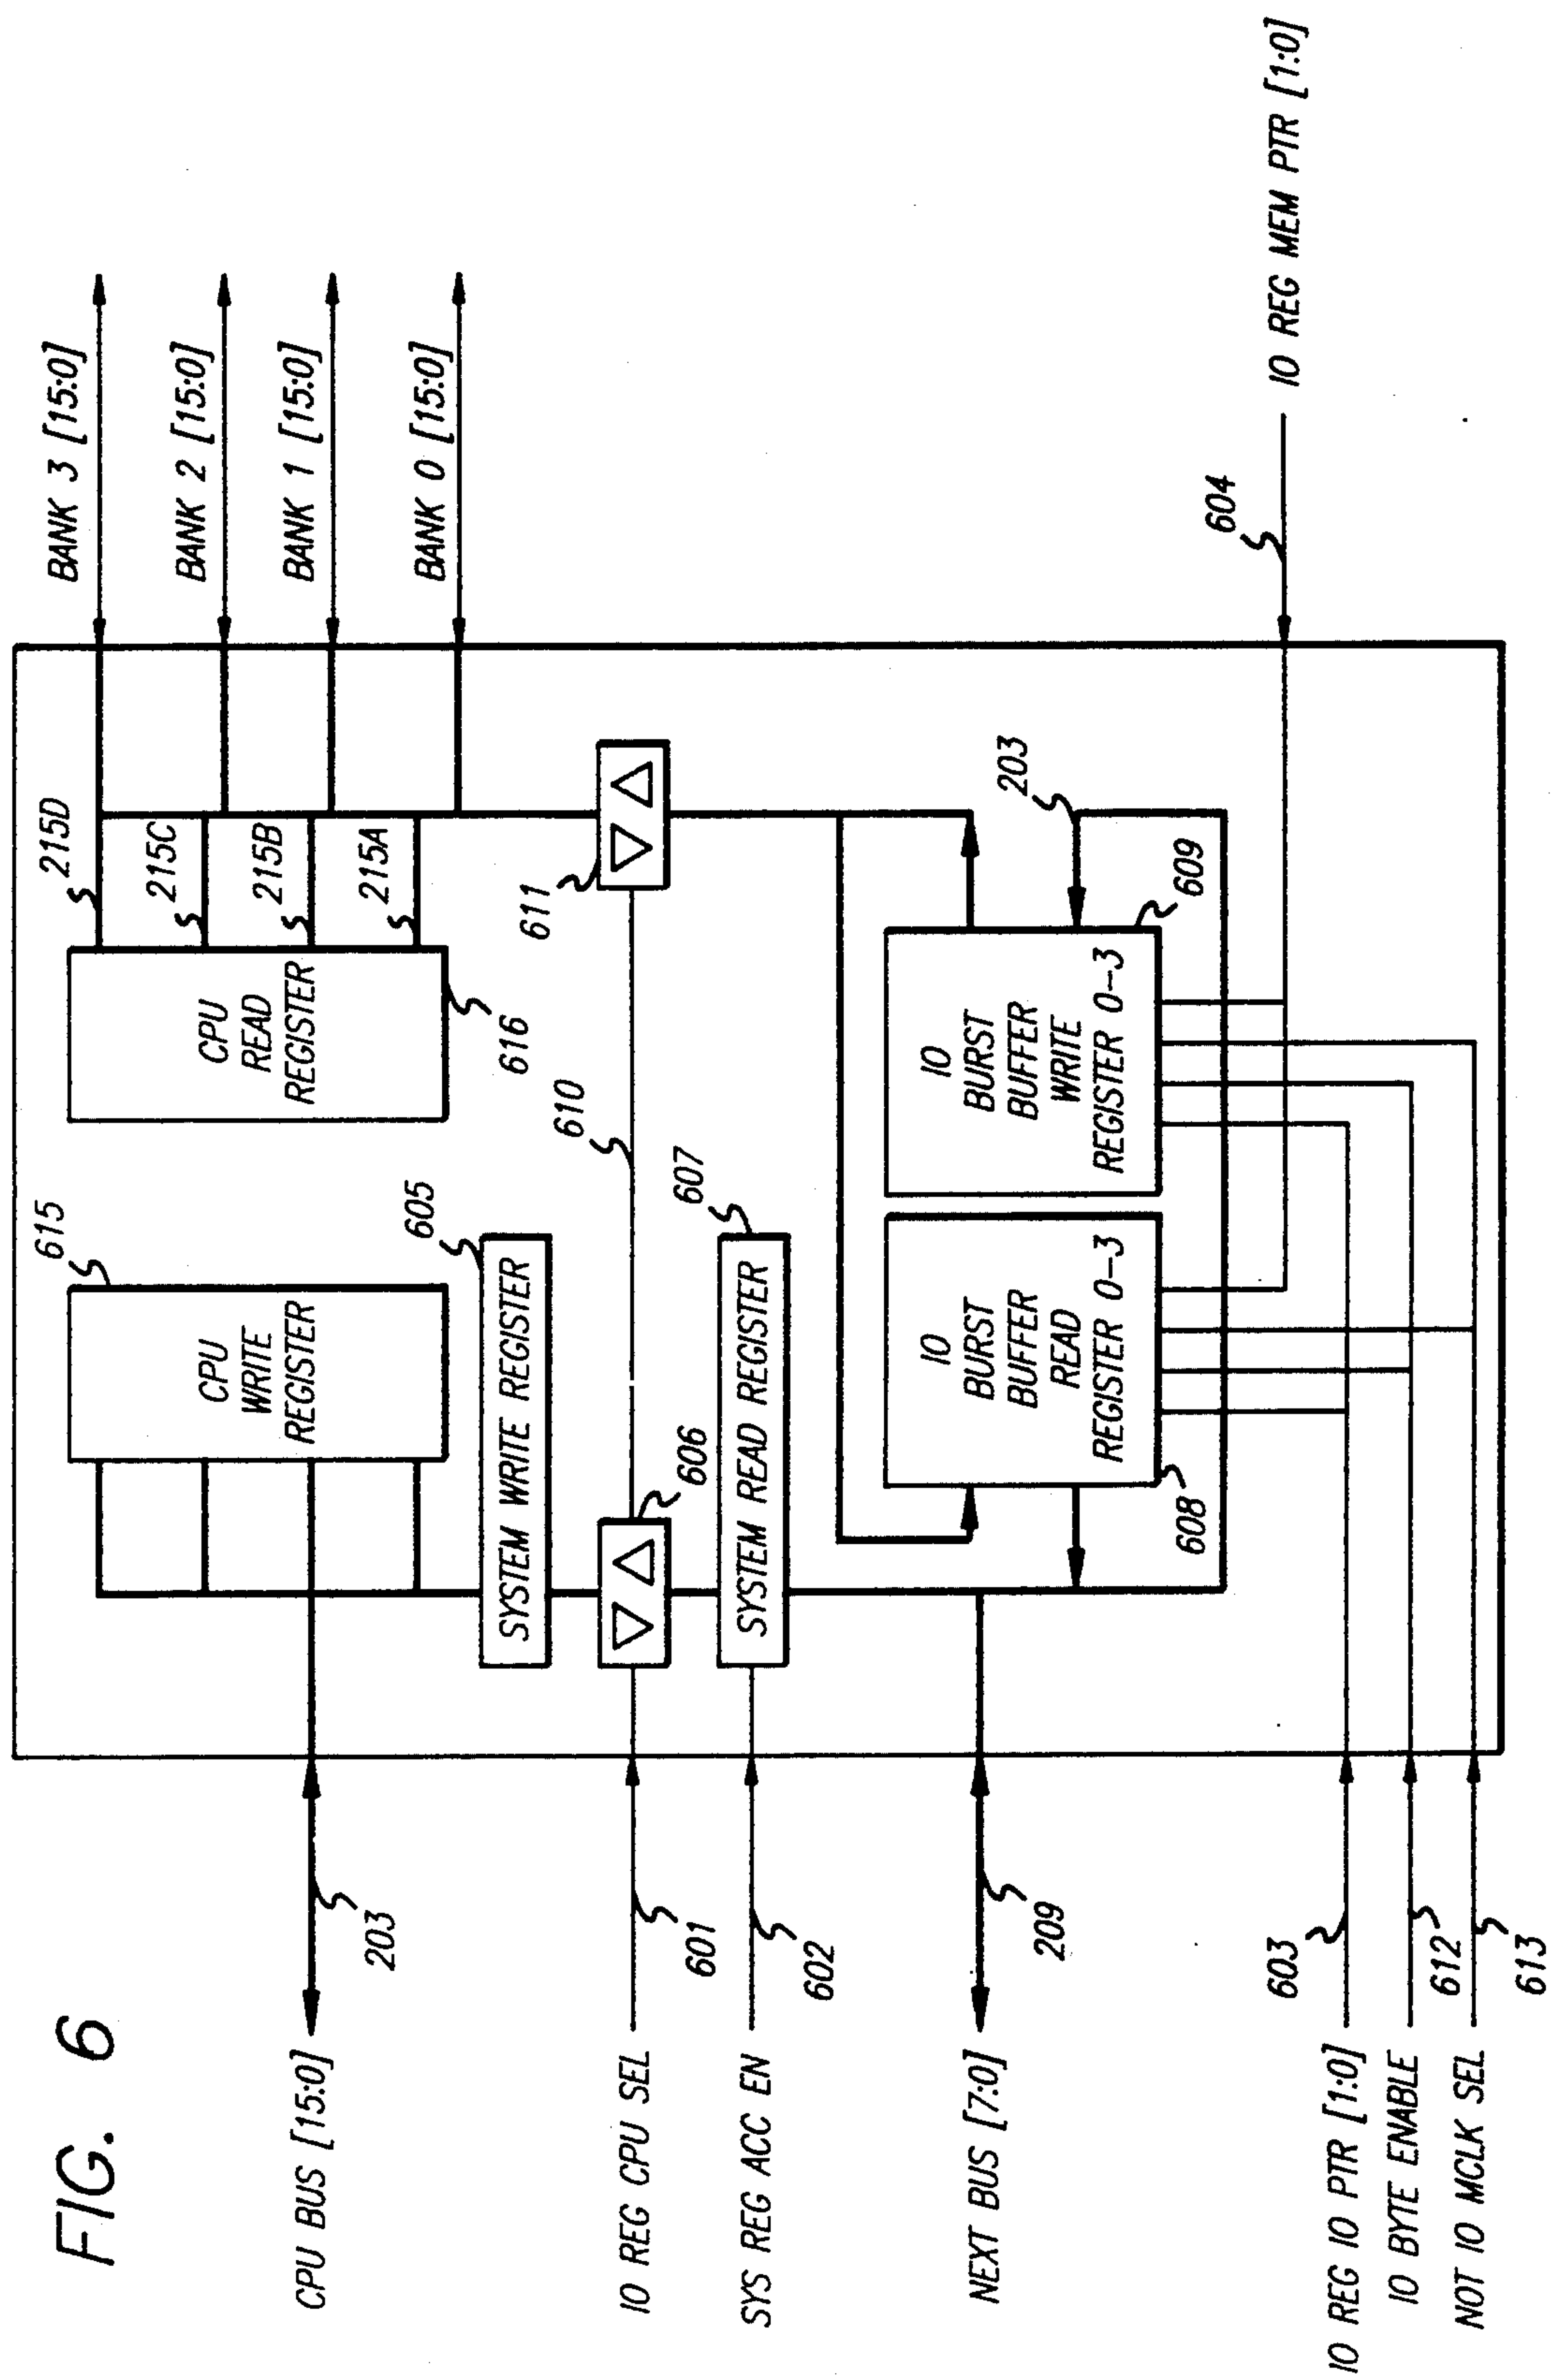 FIG. 6
CPU BUS [15:0]
203
IO REG CPU SEL
601
SYS REG ACC EN
602
NEXT BUS [7:0]
209
IO REG IO PTR [1:0]
603
IO BYTE ENABLE
612
NOT IO MCLK SEL
613
615
CPU
WRITE
REGISTER
605
SYSTEM WRITE REGISTER
606
610
607
SYSTEM READ REGISTER
IO
BURST
BUFFER
READ
REGISTER 0-3
608
CPU
READ
REGISTER
616
215D
215C
215B
215A
611
IO
BURST
BUFFER
WRITE
REGISTER 0-3
609
203
BANK 3 [15:0]
BANK 2 [15:0]
BANK 1 [15:0]
BANK 0 [15:0]
604
IO REG MEM PTR [1:0]